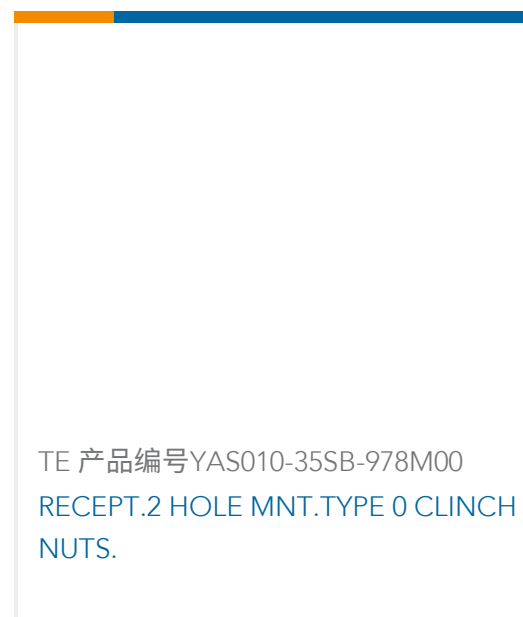 TE 产品编号YAS010-35SB-978M00
RECEPT.2 HOLE MNT.TYPE 0 CLINCH
NUTS.